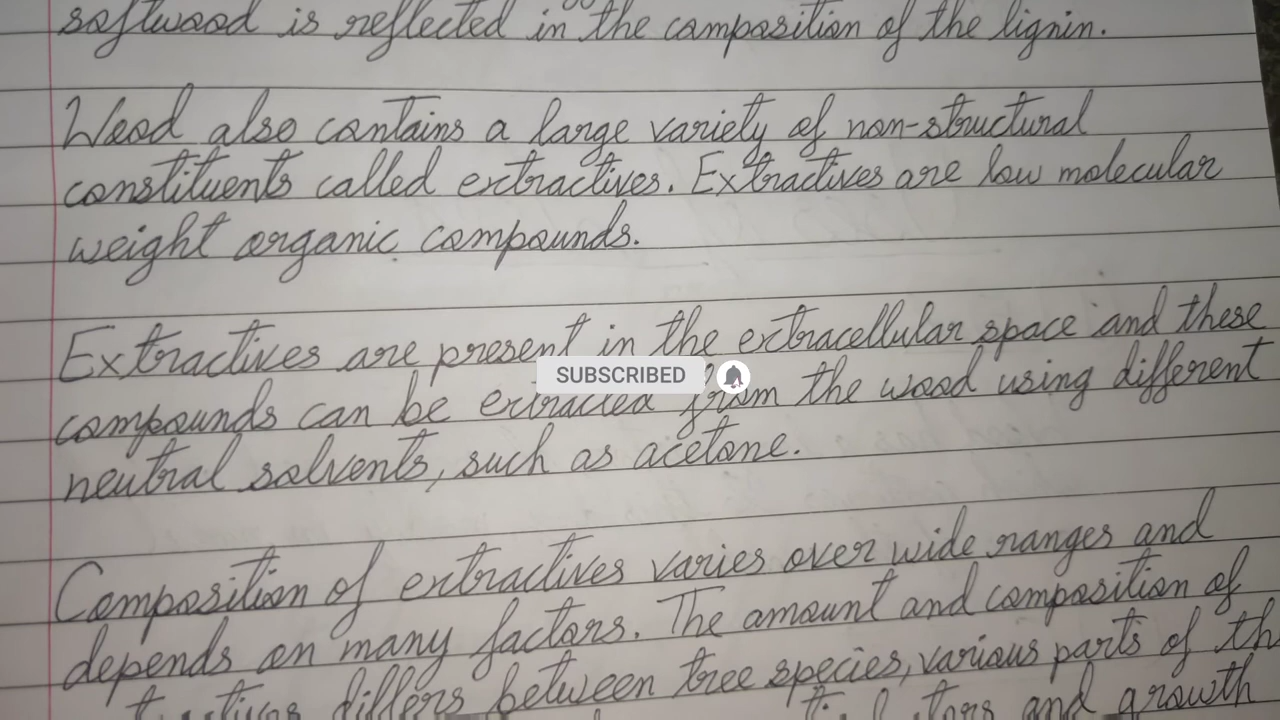 softwood is reflected in the composition of the lignin.
Wood also contains a large variety of non-structural
constituents called extractives. Extractives are low molecular
weight organic compounds.
Extractives are present in the extracellular space and these
SUBSCRIBED
compounds can be extracted from the wood using different
neutral solvents, such as acetone.
Composition of extractives varies over wide ranges and
depends on many factors. The amount and composition of
differs between tree species, various parts of
and growth